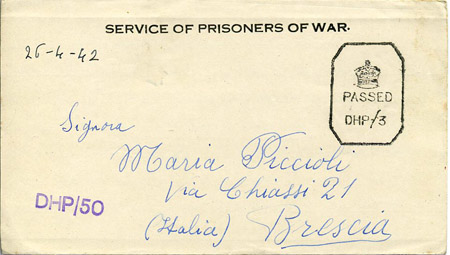 SERVICE OF PRISONERS OF WAR.
26-4-42
PASSED
DHP/3
Signora
Maria Piccioli
Via Chiassi 21
DHP/50
(Italia) Brescia